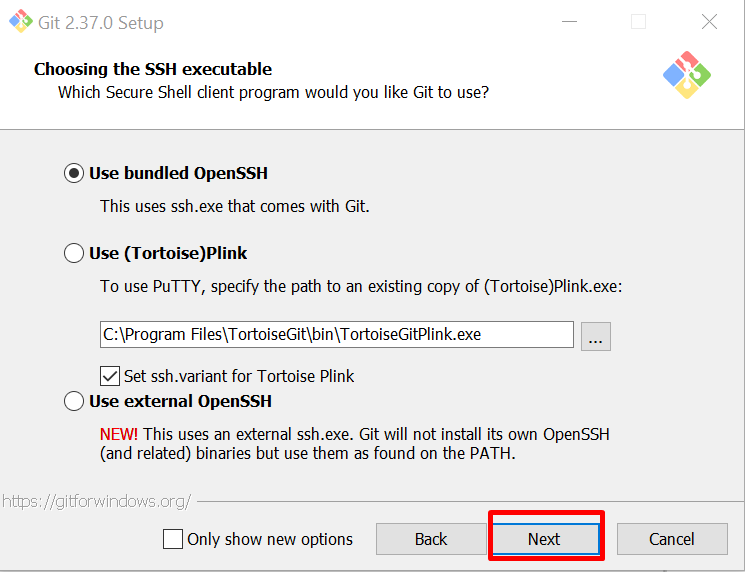 Git 2.37.0 Setup
Choosing the SSH executable
Which Secure Shell client program would you like Git to use?
Use bundled OpenSSH
This uses ssh.exe that comes with Git.
Use (Tortoise)Plink
To use PuTTY, specify the path to an existing copy of (Tortoise)Plink.exe:
C:\Program Files\TortoiseGit\bin\TortoiseGitPlink.exe
...
Set ssh.variant for Tortoise Plink
Use external OpenSSH
NEW! This uses an external ssh.exe. Git will not install its own OpenSSH
(and related) binaries but use them as found on the PATH.
https://gitforwindows.org/
Only show new options
Back
Next
Cancel